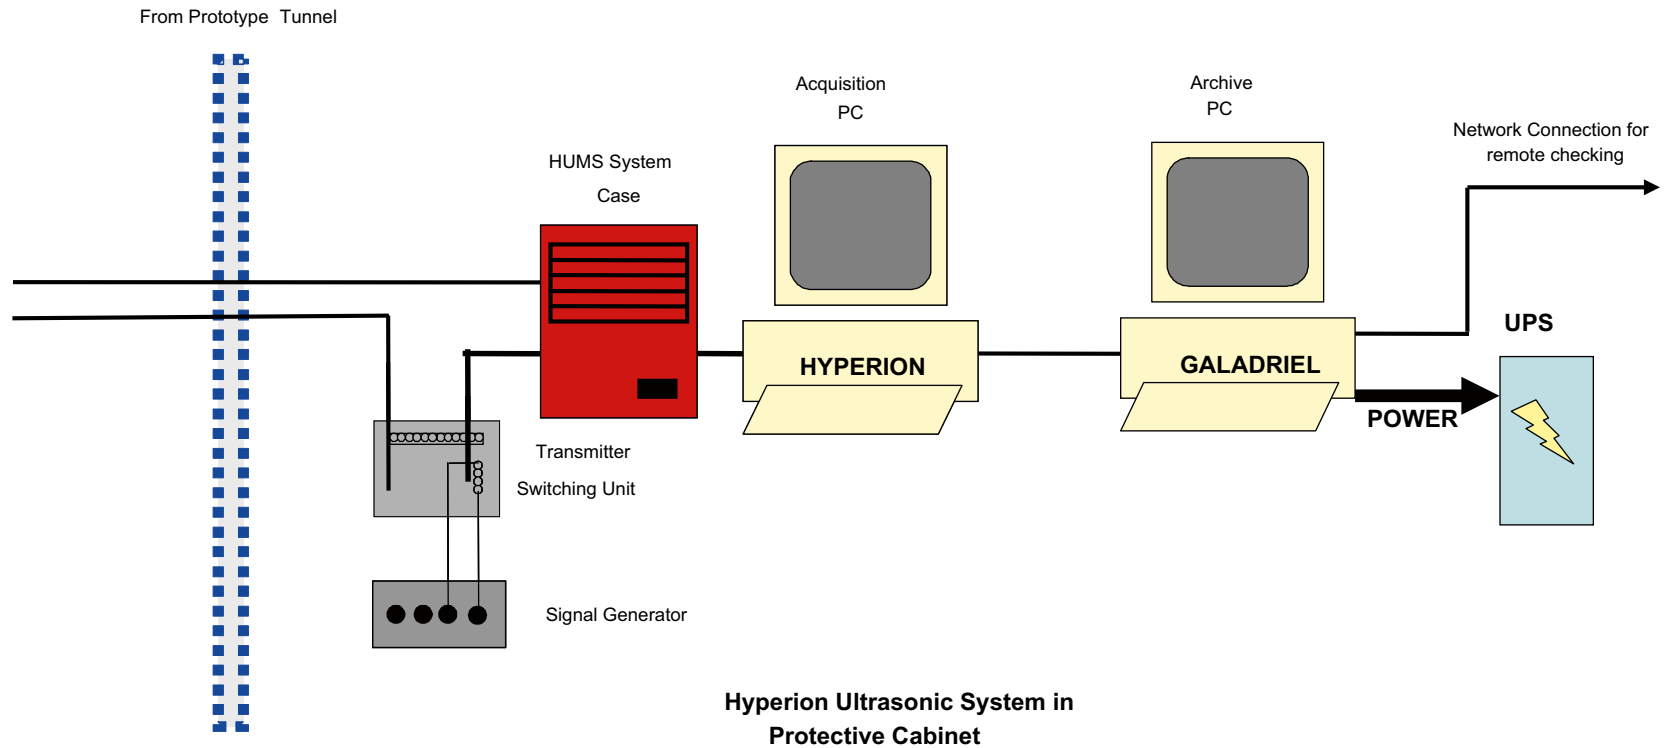 From Prototype Tunnel
Acquisition
PC
Archive
PC
Network Connection for
remote checking
HUMS System
Case
UPS
HYPERION
GALADRIEL
POWER
Transmitter
Switching Unit
Signal Generator
Hyperion Ultrasonic System in
Protective Cabinet